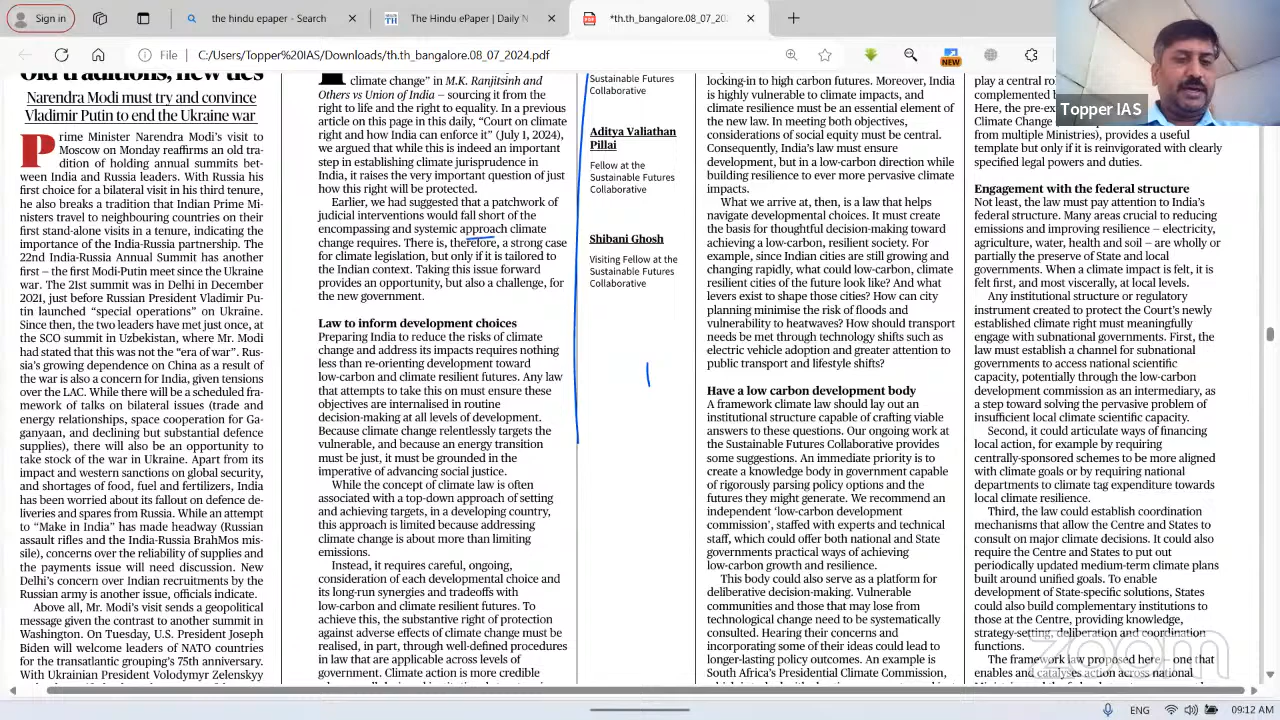 the hindu epaper - Search
The Hindu ePaper | Daily N
*th.th_bangalore.08_07_202
File
C:/Users/Topper%20IAS/Downloads/th.th_bangalore.08_07_2024.pdf
NEW
Topper IAS
Old traditions, new ties
Narendra Modi must try and convince
Vladimir Putin to end the Ukraine war
Prime Minister Narendra Modi's visit to
Moscow on Monday reaffirms an old tra-
dition of holding annual summits bet-
ween India and Russia leaders. With Russia his
first choice for a bilateral visit in his third tenure,
he also breaks a tradition that Indian Prime Mi-
nisters travel to neighbouring countries on their
first stand-alone visits in a tenure, indicating the
importance of the India-Russia partnership. The
22nd India-Russia Annual Summit has another
first — the first Modi-Putin meet since the Ukraine
war. The 21st summit was in Delhi in December
2021, just before Russian President Vladimir Pu-
tin launched "special operations" on Ukraine.
Since then, the two leaders have met just once, at
the SCO summit in Uzbekistan, where Mr. Modi
had stated that this was not the "era of war". Rus-
sia's growing dependence on China as a result of
the war is also a concern for India, given tensions
over the LAC. While there will be a scheduled fra-
mework of talks on bilateral issues (trade and
energy relationships, space cooperation for Ga-
ganyaan, and declining but substantial defence
supplies), there will also be an opportunity to
take stock of the war in Ukraine. Apart from its
impact and western sanctions on global security,
and shortages of food, fuel and fertilizers, India
has been worried about its fallout on defence de-
liveries and spares from Russia. While an attempt
to "Make in India" has made headway (Russian
assault rifles and the India-Russia BrahMos mis-
sile), concerns over the reliability of supplies and
the payments issue will need discussion. New
Delhi's concern over Indian recruitments by the
Russian army is another issue, officials indicate.
Above all, Mr. Modi's visit sends a geopolitical
message given the contrast to another summit in
Washington. On Tuesday, U.S. President Joseph
Biden will welcome leaders of NATO countries
for the transatlantic grouping's 75th anniversary.
With Ukrainian President Volodymyr Zelenskyy
climate change" in M.K. Ranjitsinh and
Others vs Union of India — sourcing it from the
right to life and the right to equality. In a previous
article on this page in this daily, "Court on climate
right and how India can enforce it" (July 1, 2024),
we argued that while this is indeed an important
step in establishing climate jurisprudence in
India, it raises the very important question of just
how this right will be protected.
Earlier, we had suggested that a patchwork of
judicial interventions would fall short of the
encompassing and systemic approach climate
change requires. There is, therefore, a strong case
for climate legislation, but only if it is tailored to
the Indian context. Taking this issue forward
provides an opportunity, but also a challenge, for
the new government.
Law to inform development choices
Preparing India to reduce the risks of climate
change and address its impacts requires nothing
less than re-orienting development toward
low-carbon and climate resilient futures. Any law
that attempts to take this on must ensure these
objectives are internalised in routine
decision-making at all levels of development.
Because climate change relentlessly targets the
vulnerable, and because an energy transition
must be just, it must be grounded in the
imperative of advancing social justice.
While the concept of climate law is often
associated with a top-down approach of setting
and achieving targets, in a developing country,
this approach is limited because addressing
climate change is about more than limiting
emissions.
Instead, it requires careful, ongoing,
consideration of each developmental choice and
its long-run synergies and tradeoffs with
low-carbon and climate resilient futures. To
achieve this, the substantive right of protection
against adverse effects of climate change must be
realised, in part, through well-defined procedures
in law that are applicable across levels of
government. Climate action is more credible
Sustainable Futures
Collaborative
Aditya Valiathan
Pillai
Fellow at the
Sustainable Futures
Collaborative
Shibani Ghosh
Visiting Fellow at the
Sustainable Futures
Collaborative
locking-in to high carbon futures. Moreover, India
is highly vulnerable to climate impacts, and
climate resilience must be an essential element of
the new law. In meeting both objectives,
considerations of social equity must be central.
Consequently, India's law must ensure
development, but in a low-carbon direction while
building resilience to ever more pervasive climate
impacts.
What we arrive at, then, is a law that helps
navigate developmental choices. It must create
the basis for thoughtful decision-making toward
achieving a low-carbon, resilient society. For
example, since Indian cities are still growing and
changing rapidly, what could low-carbon, climate
resilient cities of the future look like? And what
levers exist to shape those cities? How can city
planning minimise the risk of floods and
vulnerability to heatwaves? How should transport
needs be met through technology shifts such as
electric vehicle adoption and greater attention to
public transport and lifestyle shifts?
Have a low carbon development body
A framework climate law should lay out an
institutional structure capable of crafting viable
answers to these questions. Our ongoing work at
the Sustainable Futures Collaborative provides
some suggestions. An immediate priority is to
create a knowledge body in government capable
of rigorously parsing policy options and the
futures they might generate. We recommend an
independent 'low-carbon development
commission', staffed with experts and technical
staff, which could offer both national and State
governments practical ways of achieving
low-carbon growth and resilience.
This body could also serve as a platform for
deliberative decision-making. Vulnerable
communities and those that may lose from
technological change need to be systematically
consulted. Hearing their concerns and
incorporating some of their ideas could lead to
longer-lasting policy outcomes. An example is
South Africa's Presidential Climate Commission,
play a central ro
complemented b
Here, the pre-ex
Climate Change
from multiple Ministries), provides a useful
template but only if it is reinvigorated with clearly
specified legal powers and duties.
Engagement with the federal structure
Not least, the law must pay attention to India's
federal structure. Many areas crucial to reducing
emissions and improving resilience — electricity,
agriculture, water, health and soil — are wholly or
partially the preserve of State and local
governments. When a climate impact is felt, it is
felt first, and most viscerally, at local levels.
Any institutional structure or regulatory
instrument created to protect the Court's newly
established climate right must meaningfully
engage with subnational governments. First, the
law must establish a channel for subnational
governments to access national scientific
capacity, potentially through the low-carbon
development commission as an intermediary, as
a step toward solving the pervasive problem of
insufficient local climate scientific capacity.
Second, it could articulate ways of financing
local action, for example by requiring
centrally-sponsored schemes to be more aligned
with climate goals or by requiring national
departments to climate tag expenditure towards
local climate resilience.
Third, the law could establish coordination
mechanisms that allow the Centre and States to
consult on major climate decisions. It could also
require the Centre and States to put out
periodically updated medium-term climate plans
built around unified goals. To enable
development of State-specific solutions, States
could also build complementary institutions to
those at the Centre, providing knowledge,
strategy-setting, deliberation and coordination
functions.
The framework law proposed here — one that
enables and catalyses action across national
zoom
ENG
09:12 AM